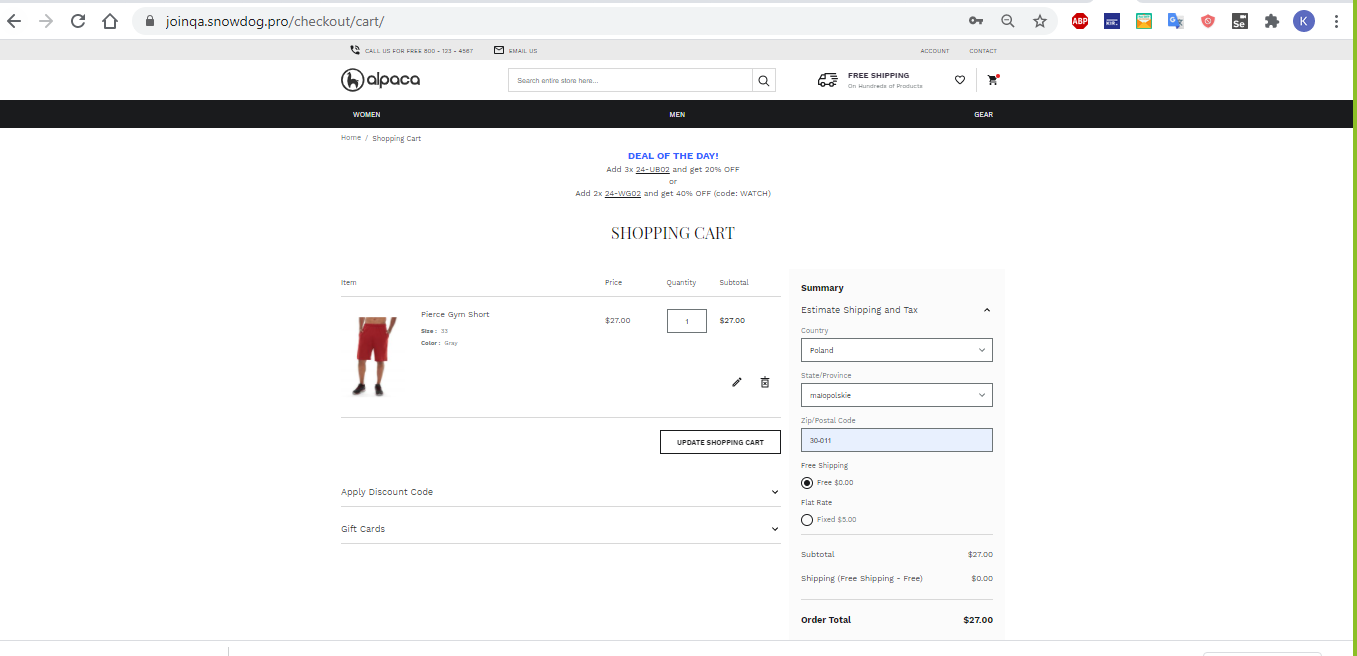 joinqa.snowdog.pro/checkout/cart/
ABP
Se
K
CALL US FOR FREE 800 - 123 - 4567
EMAIL US
ACCOUNT
CONTACT
alpaca
Search entire store here...
FREE SHIPPING
On Hundreds of Products
WOMEN
MEN
GEAR
Home / Shopping Cart
DEAL OF THE DAY!
Add 3x 24-UB02 and get 20% OFF
or
Add 2x 24-WG02 and get 40% OFF (code: WATCH)
SHOPPING CART
Item Price Quantity Subtotal
Pierce Gym Short
Size : 33
Color : Gray
$27.00 1 $27.00
UPDATE SHOPPING CART
Apply Discount Code
Gift Cards
Summary
Estimate Shipping and Tax
Country
Poland
State/Province
małopolskie
Zip/Postal Code
30-011
Free Shipping
Free $0.00
Flat Rate
Fixed $5.00
Subtotal $27.00
Shipping (Free Shipping - Free) $0.00
Order Total $27.00